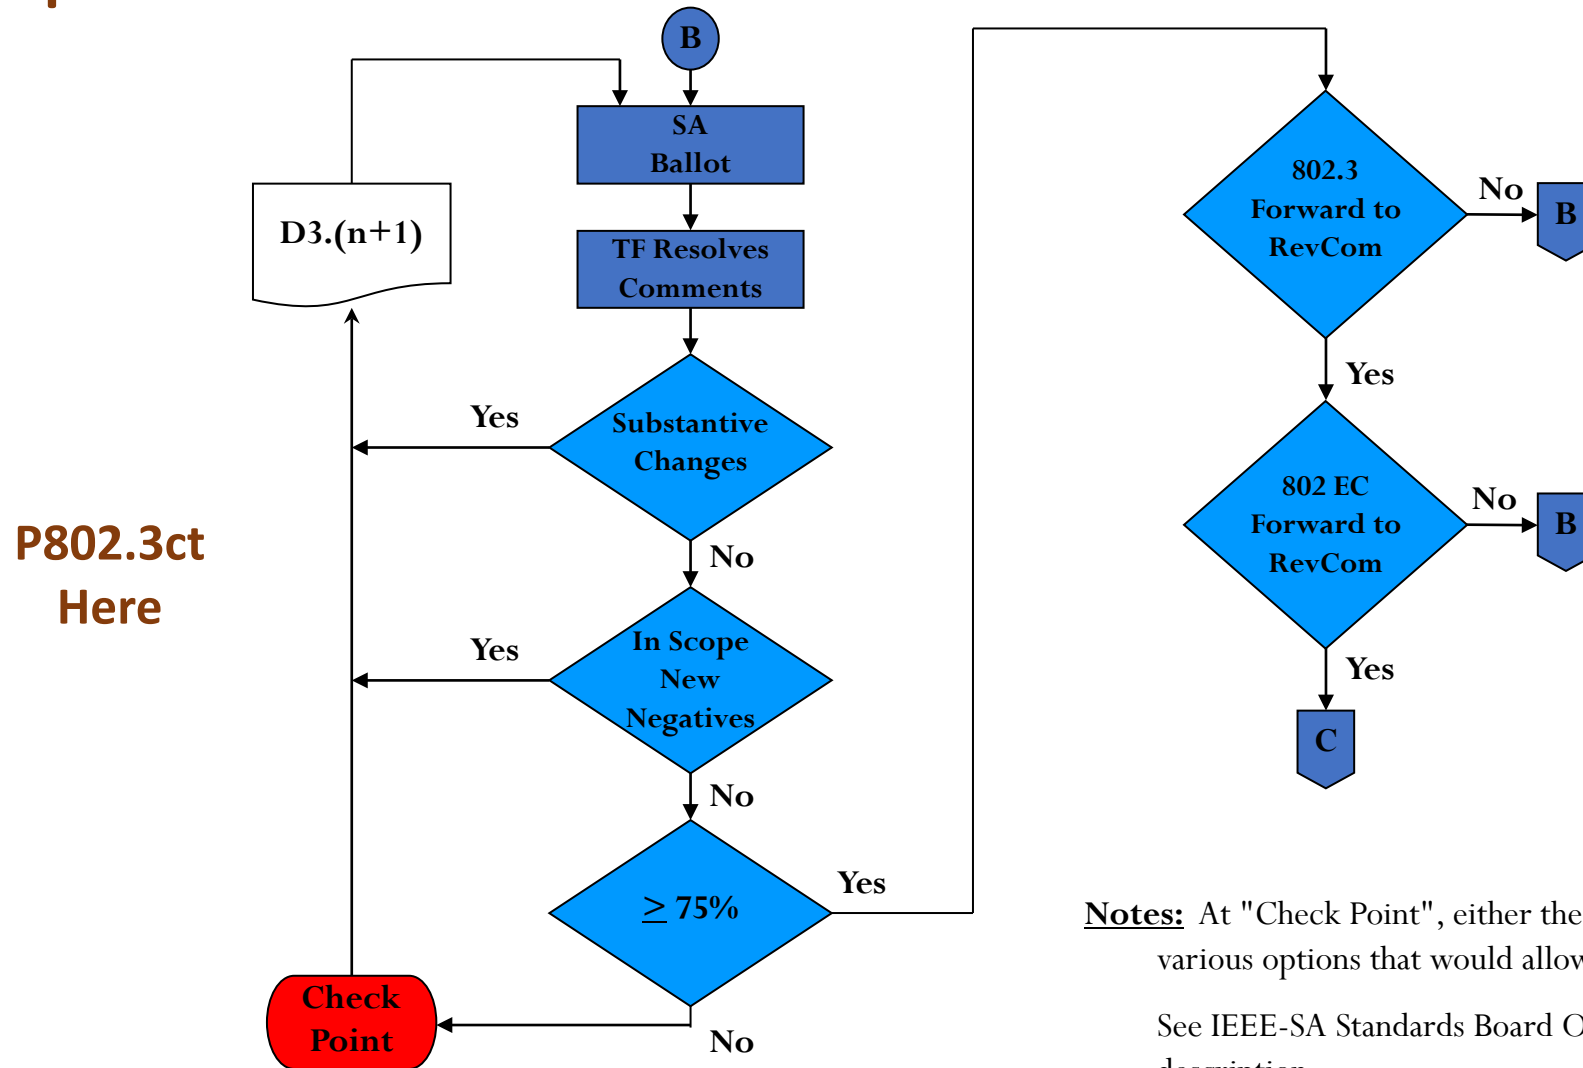 B
SA
Ballot
D3.(n+1)
TF Resolves
Comments
Yes
Substantive
Changes
No
P802.3ct
Here
Yes
In Scope
New
Negatives
No
≥ 75%
Yes
Check
Point
No
802.3
Forward to
RevCom
No
B
Yes
802 EC
Forward to
RevCom
No
B
Yes
C
Notes: At "Check Point", either the
various options that would allow
See IEEE-SA Standards Board O
description